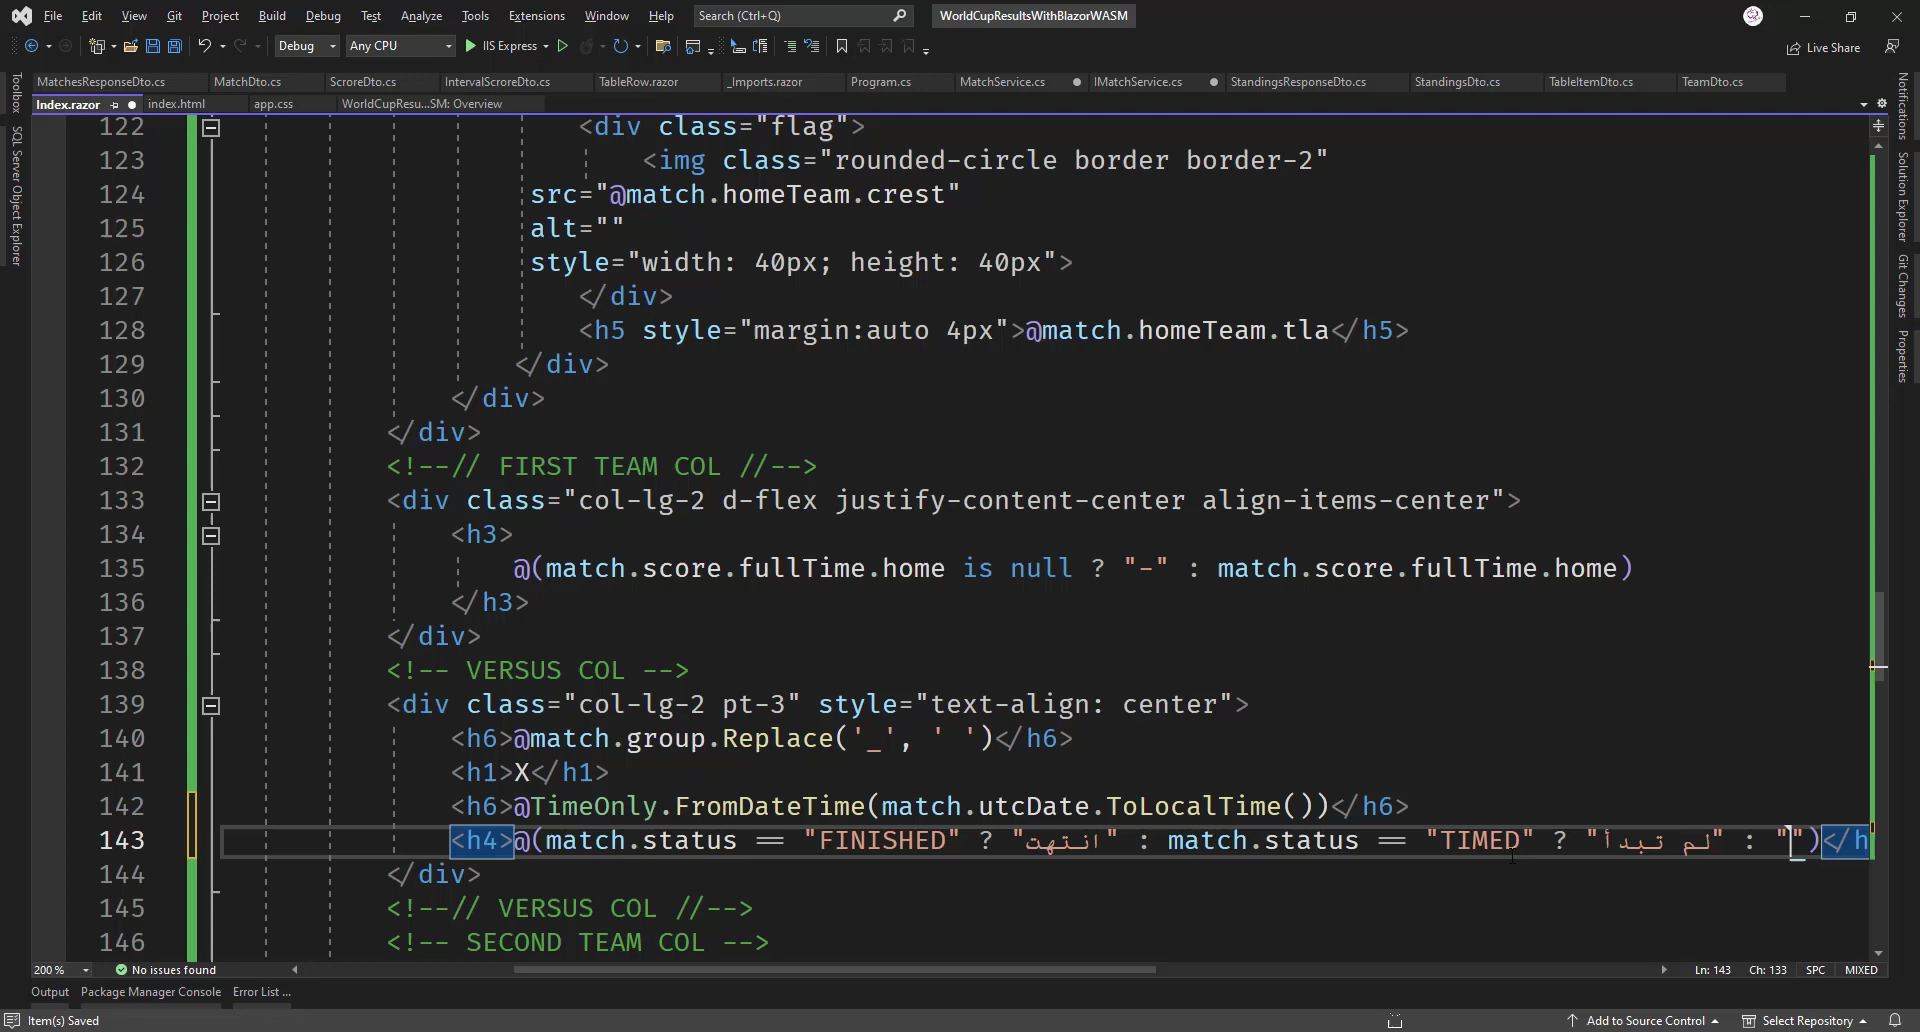 File Edit View Git Project Build Debug Test Analyze Tools Extensions Window Help Search (Ctrl+Q) WorldCupResultsWithBlazorWASM
Debug Any CPU IIS Express Live Share
MatchesResponseDto.cs MatchDto.cs ScroreDto.cs IntervalScroreDto.cs TableRow.razor _Imports.razor Program.cs MatchService.cs IMatchService.cs StandingsResponseDto.cs StandingsDto.cs TableItemDto.cs TeamDto.cs
Index.razor index.html app.css WorldCupResu...SM: Overview
Toolbox
SQL Server Object Explorer
122 <div class="flag">
123 <img class="rounded-circle border border-2"
124 src="@match.homeTeam.crest"
125 alt=""
126 style="width: 40px; height: 40px">
127 </div>
128 <h5 style="margin:auto 4px">@match.homeTeam.tla</h5>
129 </div>
130 </div>
131 </div>
132 <!--// FIRST TEAM COL //-->
133 <div class="col-lg-2 d-flex justify-content-center align-items-center">
134 <h3>
135 @(match.score.fullTime.home is null ? "-" : match.score.fullTime.home)
136 </h3>
137 </div>
138 <!-- VERSUS COL -->
139 <div class="col-lg-2 pt-3" style="text-align: center">
140 <h6>@match.group.Replace('_', ' ')</h6>
141 <h1>X</h1>
142 <h6>@TimeOnly.FromDateTime(match.utcDate.ToLocalTime())</h6>
143 <h4>@(match.status == "FINISHED" ? "انتهت" : match.status == "TIMED" ? "لم تبدأ" : "")</h
144 </div>
145 <!--// VERSUS COL //-->
146 <!-- SECOND TEAM COL -->
Notifications
Solution Explorer
Git Changes
Properties
200 % No issues found Ln: 143 Ch: 133 SPC MIXED
Output Package Manager Console Error List ...
Item(s) Saved Add to Source Control Select Repository